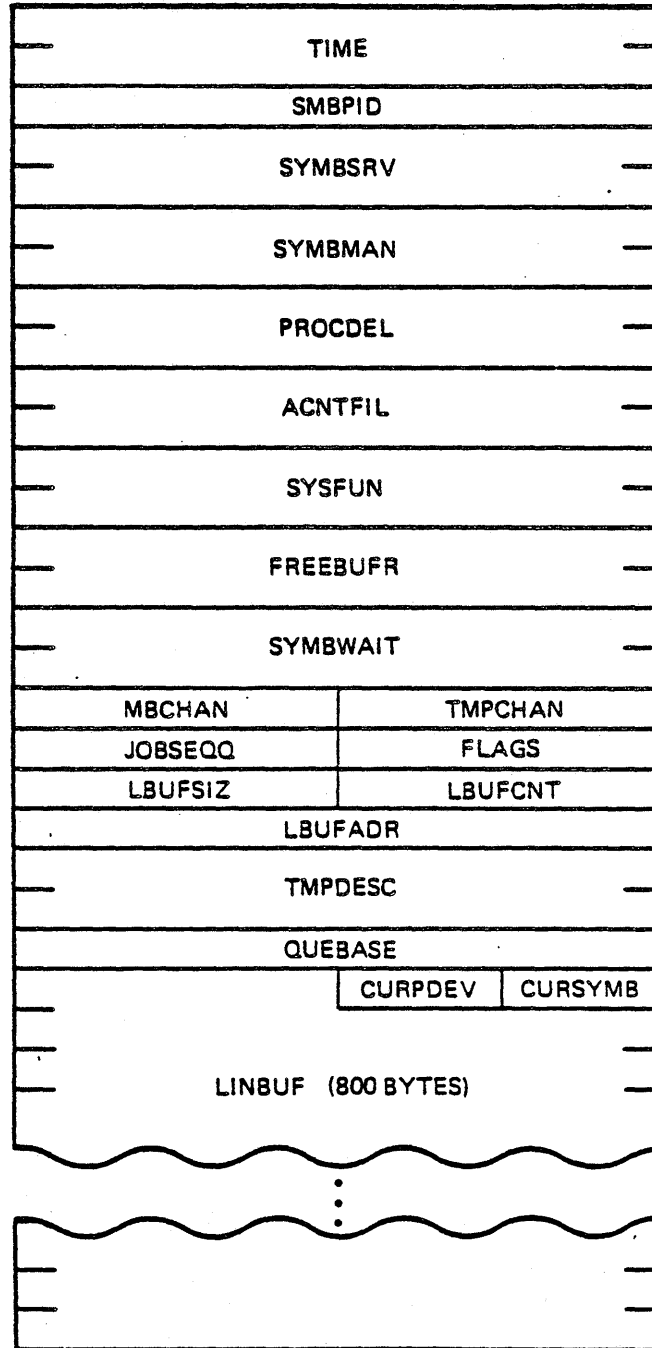 TIME
SMBPID
SYMBSRV
SYMBMAN
PROCDEL
ACNTFIL
SYSFUN
FREEBUFR
SYMBWAIT
MBCHAN TMPCHAN
JOBSEQQ FLAGS
LBUFSIZ LBUFCNT
LBUFADR
TMPDESC
QUEBASE
CURPDEV CURSYMB
LINBUF (800 BYTES)